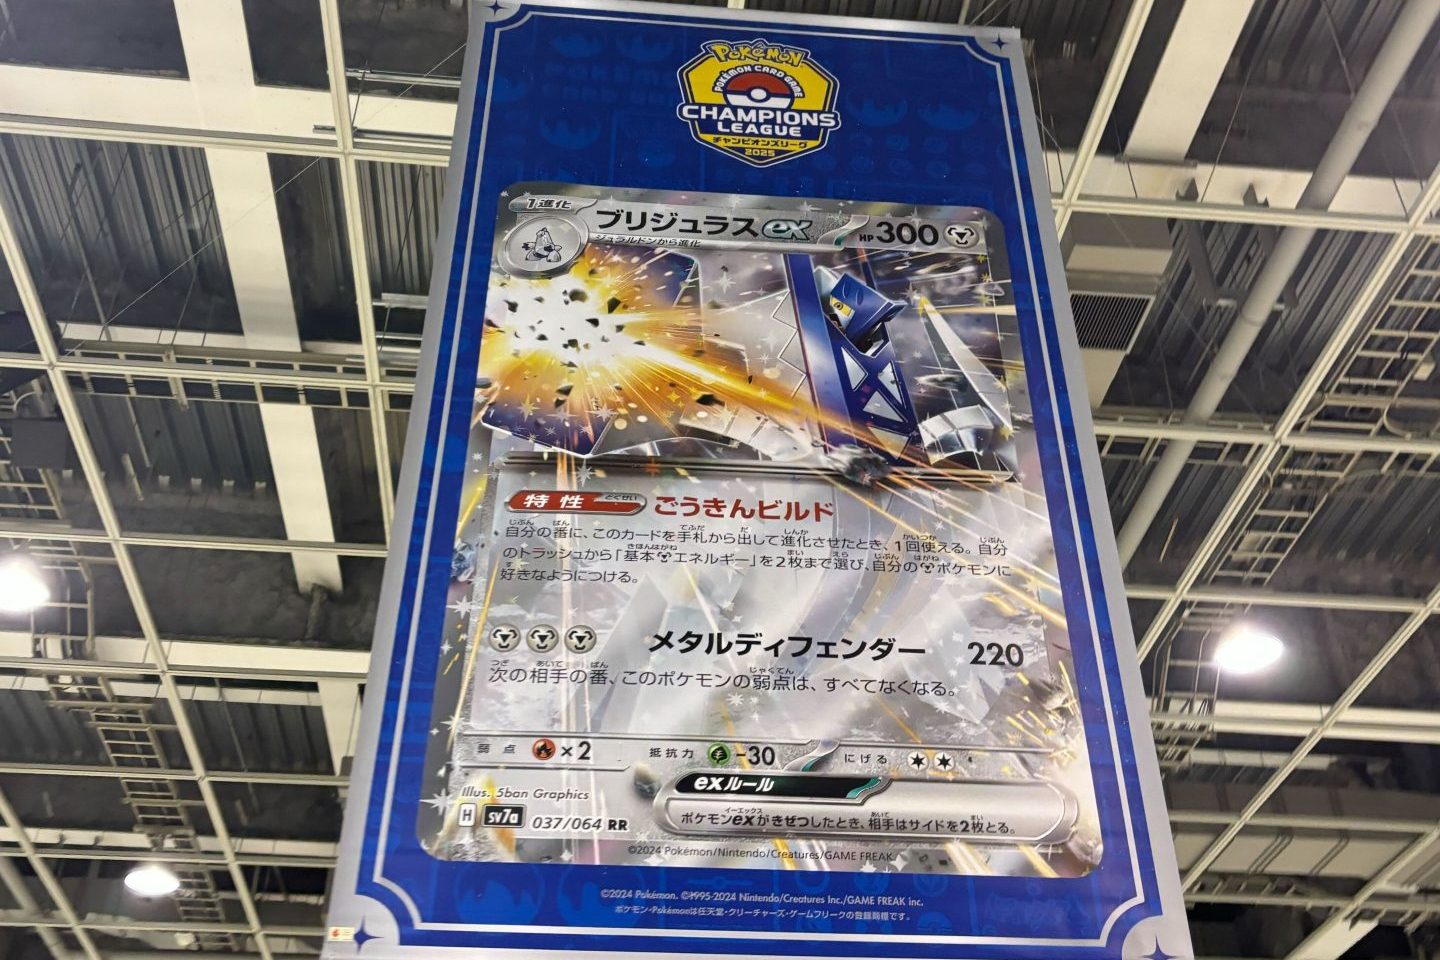 Pokémon
POKÉMON CARD GAME
CHAMPIONS
LEAGUE
チャンピオンズリーグ
2025
1進化
ブリジュラスex
HP 300
ジュラルドンから進化
特性 とくせい ごうきんビルド
自分の番に、このカードを手札から出して進化させたとき、1回使える。自分
のトラッシュから「基本エネルギー」を2枚まで選び、自分のポケモンに
好きなようにつける。
メタルディフェンダー 220
次の相手の番、このポケモンの弱点は、すべてなくなる。
弱点 ×2 抵抗力 -30 にげる
exルール
ポケモンexがきぜつしたとき、相手はサイドを2枚とる。
Illus. 5ban Graphics
H sv7a 037/064 RR
©2024 Pokémon/Nintendo/Creatures/GAME FREAK
©2024 Pokémon. ©1995-2024 Nintendo/Creatures Inc./GAME FREAK inc.
ポケモン・Pokémonは任天堂・クリーチャーズ・ゲームフリークの登録商標です。